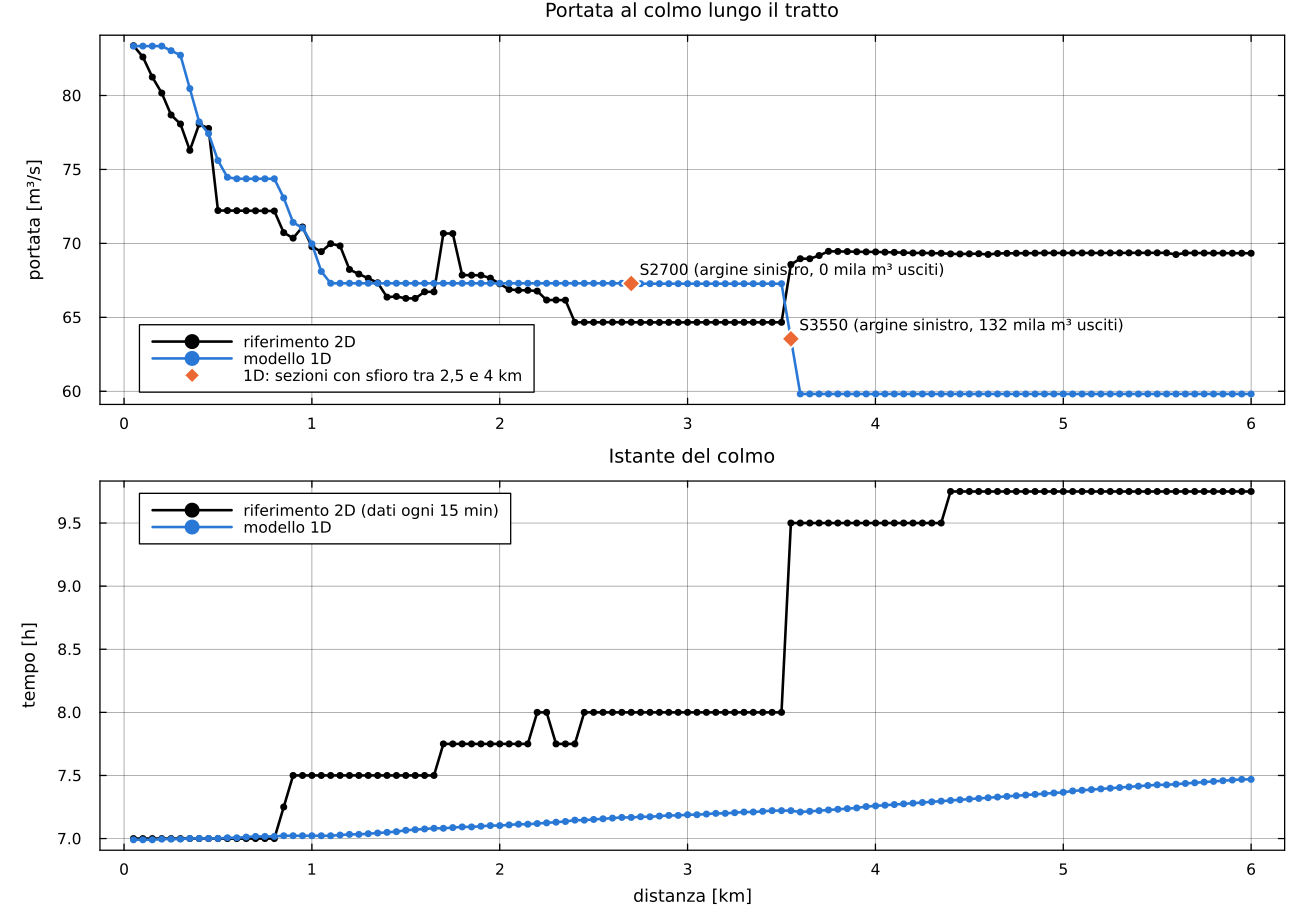 Portata al colmo lungo il tratto
portata [m³/s]
80
75
70
65
60
S2700 (argine sinistro, 0 mila m³ usciti)
S3550 (argine sinistro, 132 mila m³ usciti)
riferimento 2D
modello 1D
1D: sezioni con sfioro tra 2,5 e 4 km
0 1 2 3 4 5 6
Istante del colmo
tempo [h]
9.5
9.0
8.5
8.0
7.5
7.0
riferimento 2D (dati ogni 15 min)
modello 1D
0 1 2 3 4 5 6
distanza [km]